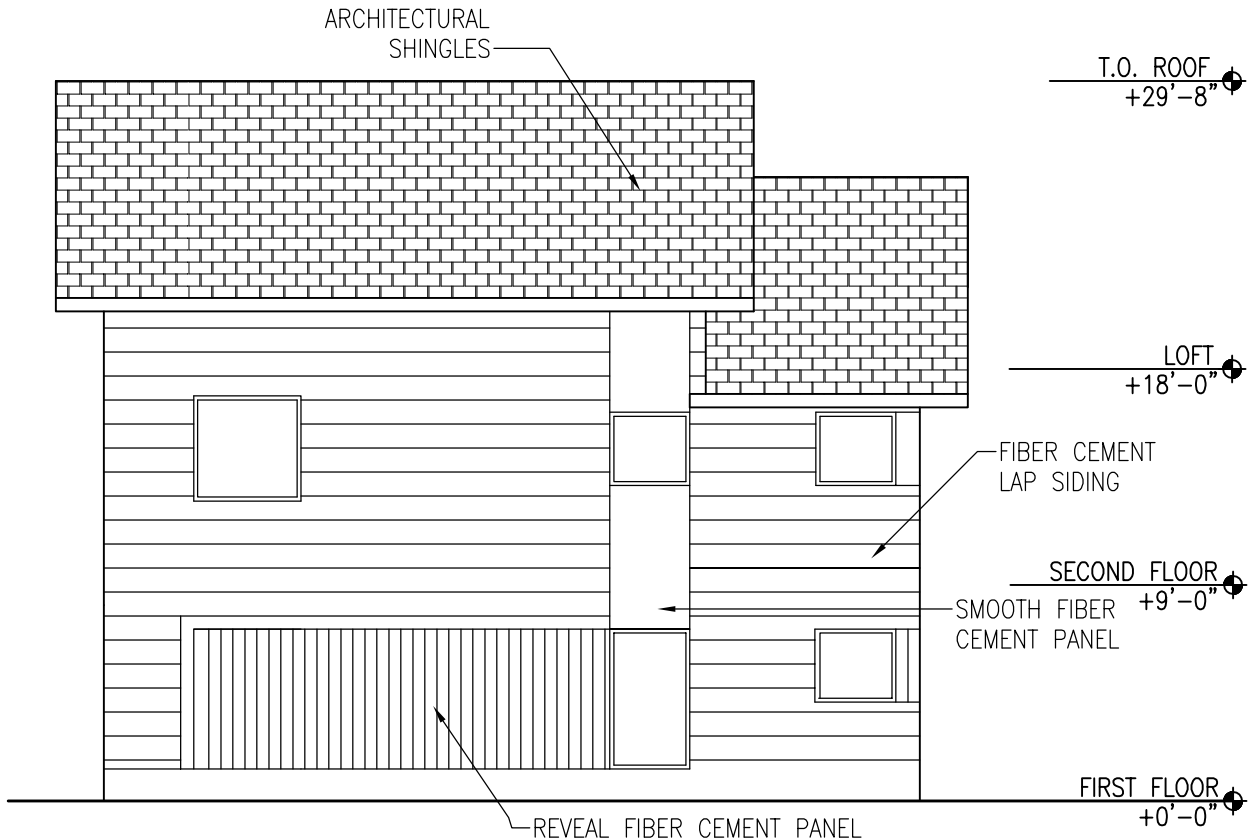 ARCHITECTURAL
SHINGLES
T.O. ROOF
+29'-8"
LOFT
+18'-0"
FIBER CEMENT
LAP SIDING
SECOND FLOOR
+9'-0"
SMOOTH FIBER
CEMENT PANEL
FIRST FLOOR
+0'-0"
REVEAL FIBER CEMENT PANEL